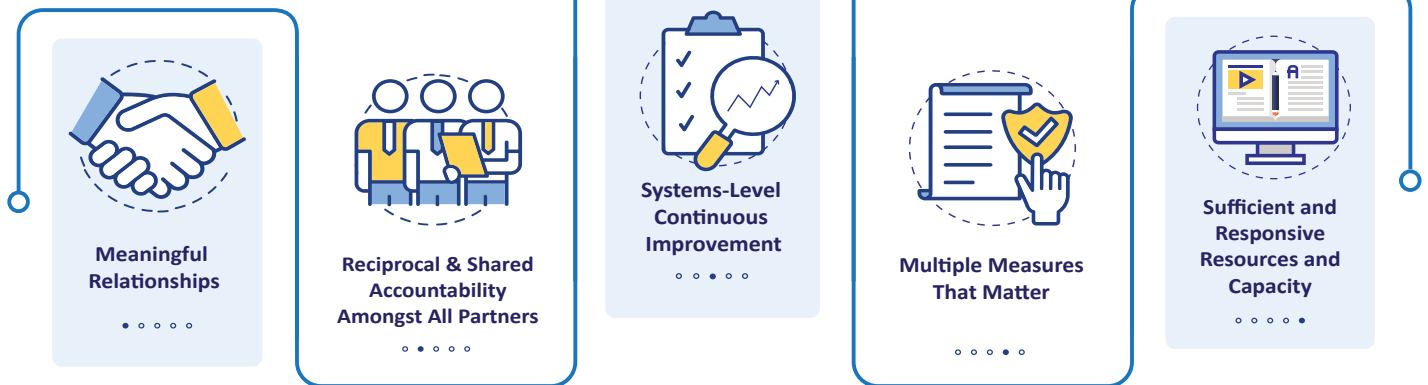 Meaningful
Relationships
Reciprocal & Shared
Accountability
Amongst All Partners
Systems-Level
Continuous
Improvement
Multiple Measures
That Matter
A
Sufficient and
Responsive
Resources and
Capacity